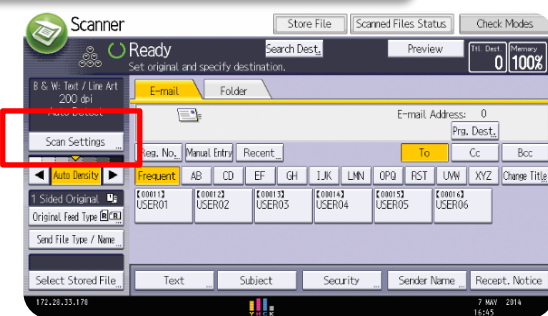 Scanner
Store File
Scanned Files Status
Check Modes
Ready
Search Dest.
Preview
Ttl. Dest
0
Memory
100%
Set original and specify destination.
B & W: Text / Line Art
200 dpi
Auto Detect
Scan Settings
Auto Density
1 Sided Original
Original Feed Type
Send File Type / Name
Select Stored File
E-mail
Folder
E-mail Address: 0
Prg. Dest.
Reg. No.
Manual Entry
Recent
To
Cc
Bcc
Frequent
AB
CD
EF
GH
IJK
LMN
OPQ
RST
UVW
XYZ
Change Title
[00011]
USER01
[00012]
USER02
[00013]
USER03
[00014]
USER04
[00015]
USER05
[00016]
USER06
Text
Subject
Security
Sender Name
Recept. Notice
172.28.33.178
YMCK
7 MAY 2014
16:45